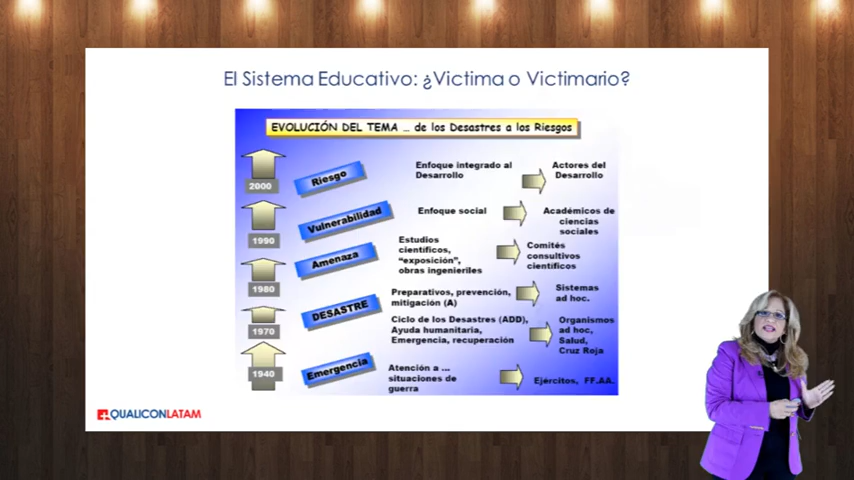 El Sistema Educativo: ¿Victima o Victimario?
EVOLUCIÓN DEL TEMA ... de los Desastres a los Riesgos
2000
Riesgo
Enfoque integrado al
Desarrollo
Actores del
Desarrollo
1990
Vulnerabilidad
Enfoque social
Académicos de
ciencias
sociales
1980
Amenaza
Estudios
científicos,
"exposición",
obras ingenieriles
Comités
consultivos
científicos
1970
DESASTRE
Preparativos, prevención,
mitigación (A)
Sistemas
ad hoc.
Ciclo de los Desastres (ADD),
Ayuda humanitaria,
Emergencia, recuperación
Organismos
ad hoc,
Salud,
Cruz Roja
1940
Emergencia
Atención a ...
situaciones de
guerra
Ejércitos, FF.AA.
QUALICONLATAM